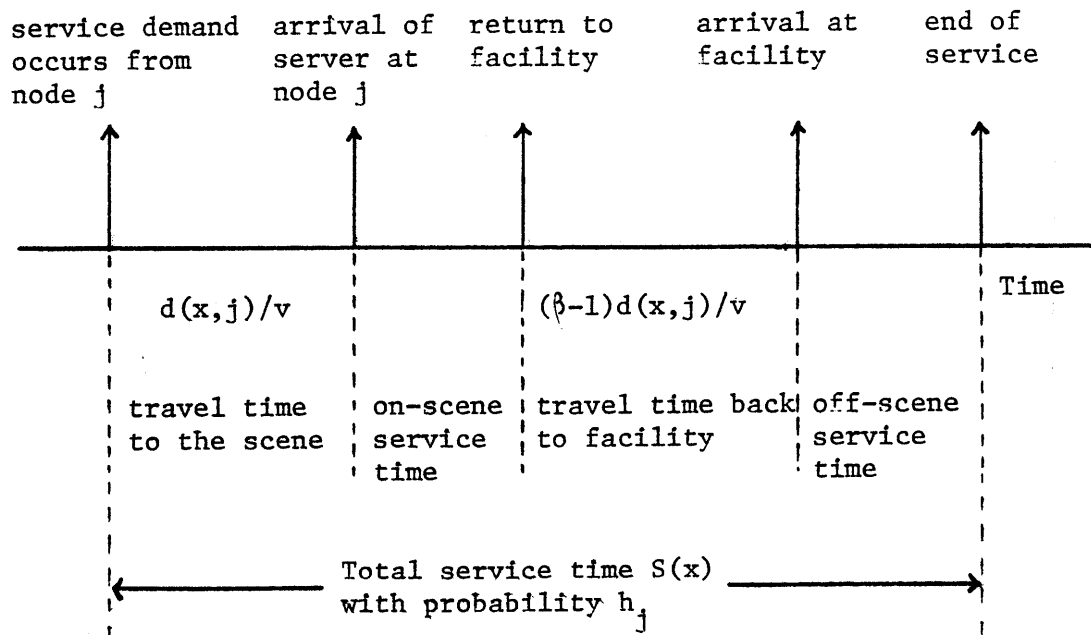 service demand
occurs from
node j
arrival of
server at
node j
return to
facility
arrival at
facility
end of
service
Time
d(x,j)/v
(β-1)d(x,j)/v
travel time
to the scene
on-scene
service
time
travel time back
to facility
off-scene
service
time
Total service time S(x)
with probability h_j